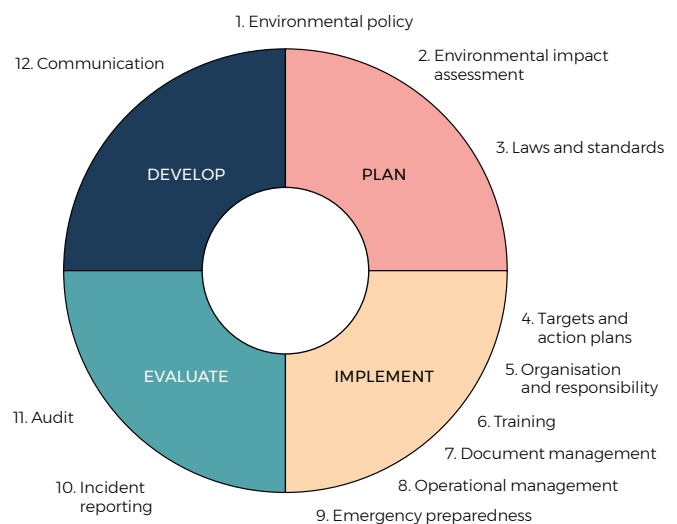 1. Environmental policy
2. Environmental impact
assessment
3. Laws and standards
4. Targets and
action plans
5. Organisation
and responsibility
6. Training
7. Document management
8. Operational management
9. Emergency preparedness
10. Incident
reporting
11. Audit
12. Communication
DEVELOP
PLAN
EVALUATE
IMPLEMENT